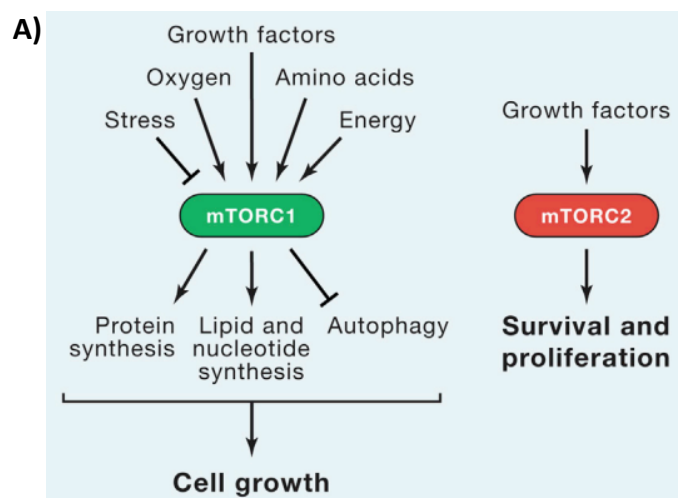 A)
Growth factors
Oxygen
Amino acids
Stress
Energy
mTORC1
Protein
synthesis
Lipid and
nucleotide
synthesis
Autophagy
Cell growth
Growth factors
mTORC2
Survival and
proliferation